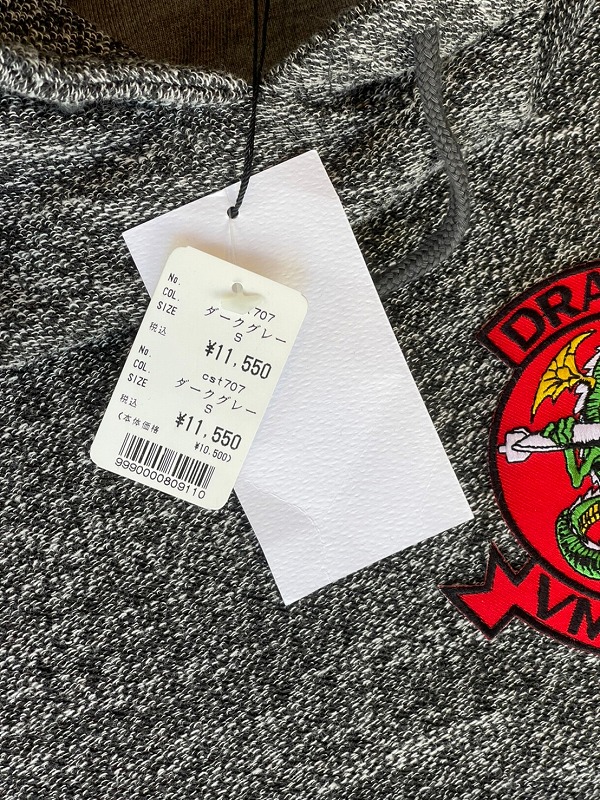 No.
COL. 707
SIZE ダークグレー
S
税込 ¥11,550
No. cst707
COL. ダークグレー
SIZE S
税込 ¥11,550
(本体価格 ¥10,500)
9990000809110
DRA
VM